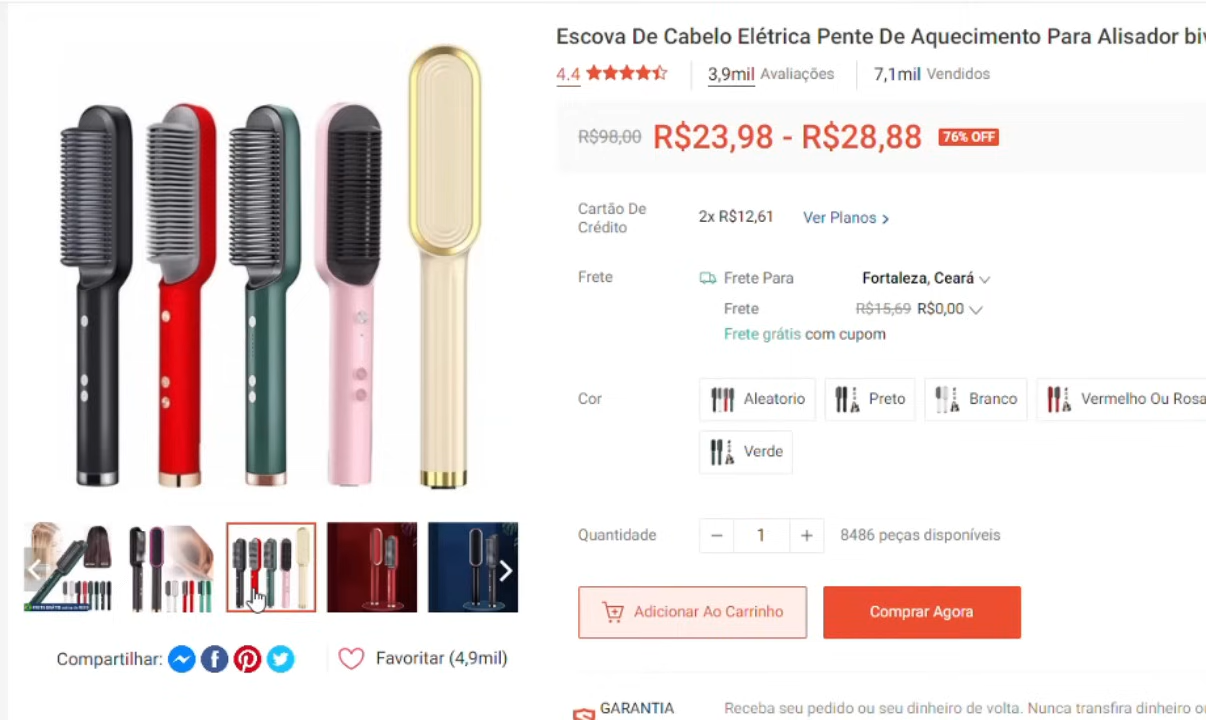 Escova De Cabelo Elétrica Pente De Aquecimento Para Alisador biv
4.4 3,9mil Avaliações 7,1mil Vendidos
R$98,00 R$23,98 - R$28,88 76% OFF
Cartão De Crédito 2x R$12,61 Ver Planos
Frete Frete Para Fortaleza, Ceará
Frete R$15,69 R$0,00
Frete grátis com cupom
Cor Aleatorio Preto Branco Vermelho Ou Rosa
Verde
Quantidade 1 8486 peças disponíveis
Adicionar Ao Carrinho Comprar Agora
Compartilhar: Favoritar (4,9mil)
GARANTIA Receba seu pedido ou seu dinheiro de volta. Nunca transfira dinheiro